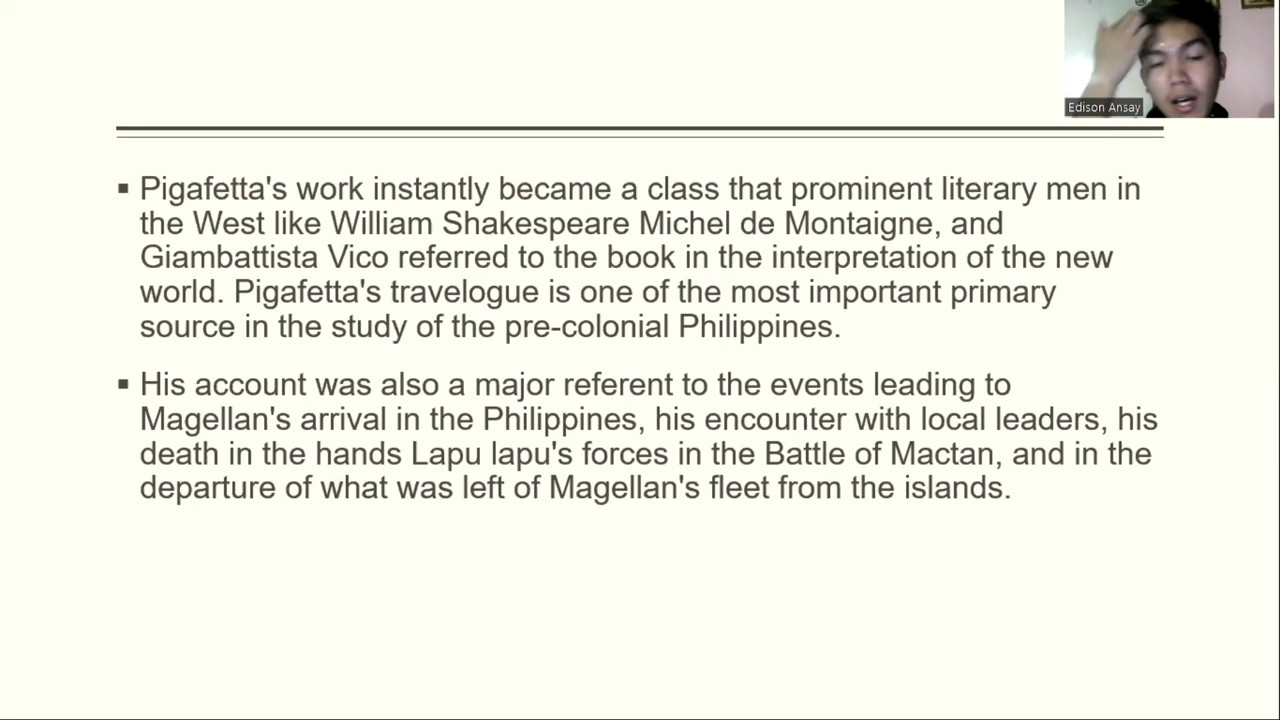 Edison Ansay
▪ Pigafetta's work instantly became a class that prominent literary men in
the West like William Shakespeare Michel de Montaigne, and
Giambattista Vico referred to the book in the interpretation of the new
world. Pigafetta's travelogue is one of the most important primary
source in the study of the pre-colonial Philippines.
▪ His account was also a major referent to the events leading to
Magellan's arrival in the Philippines, his encounter with local leaders, his
death in the hands Lapu lapu's forces in the Battle of Mactan, and in the
departure of what was left of Magellan's fleet from the islands.